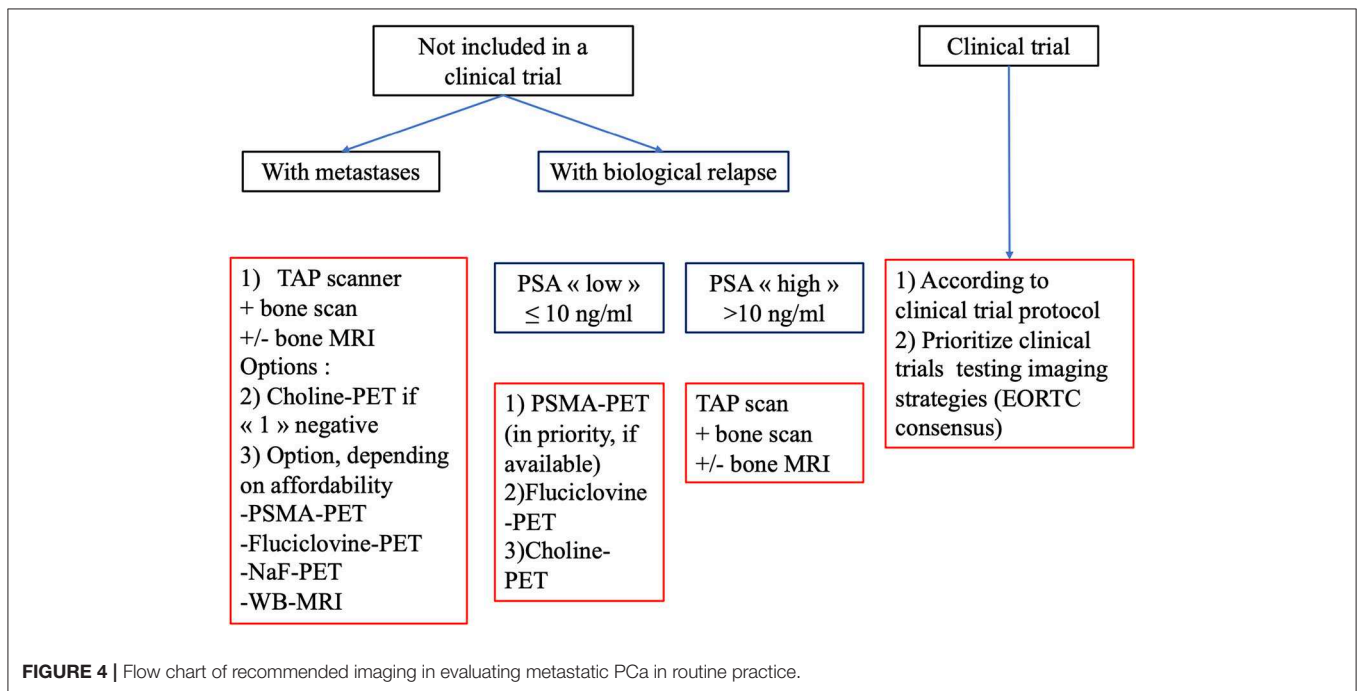 Not included in a
clinical trial
Clinical trial
With metastases
With biological relapse
1) TAP scanner
+ bone scan
+/- bone MRI
Options :
2) Choline-PET if
« 1 » negative
3) Option, depending
on affordability
-PSMA-PET
-Fluciclovine-PET
-NaF-PET
-WB-MRI
PSA « low »
≤ 10 ng/ml
PSA « high »
>10 ng/ml
1) PSMA-PET
(in priority, if
available)
2)Fluciclovine
-PET
3)Choline-
PET
TAP scan
+ bone scan
+/- bone MRI
1) According to
clinical trial protocol
2) Prioritize clinical
trials testing imaging
strategies (EORTC
consensus)
FIGURE 4 | Flow chart of recommended imaging in evaluating metastatic PCa in routine practice.